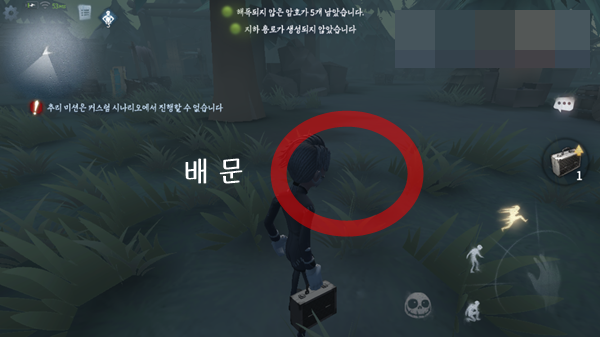 해독되지 않은 암호가 5개 남았습니다.
지하 통로가 생성되지 않았습니다
추리 미션은 커스텀 시나리오에서 진행할 수 없습니다
배 문
1